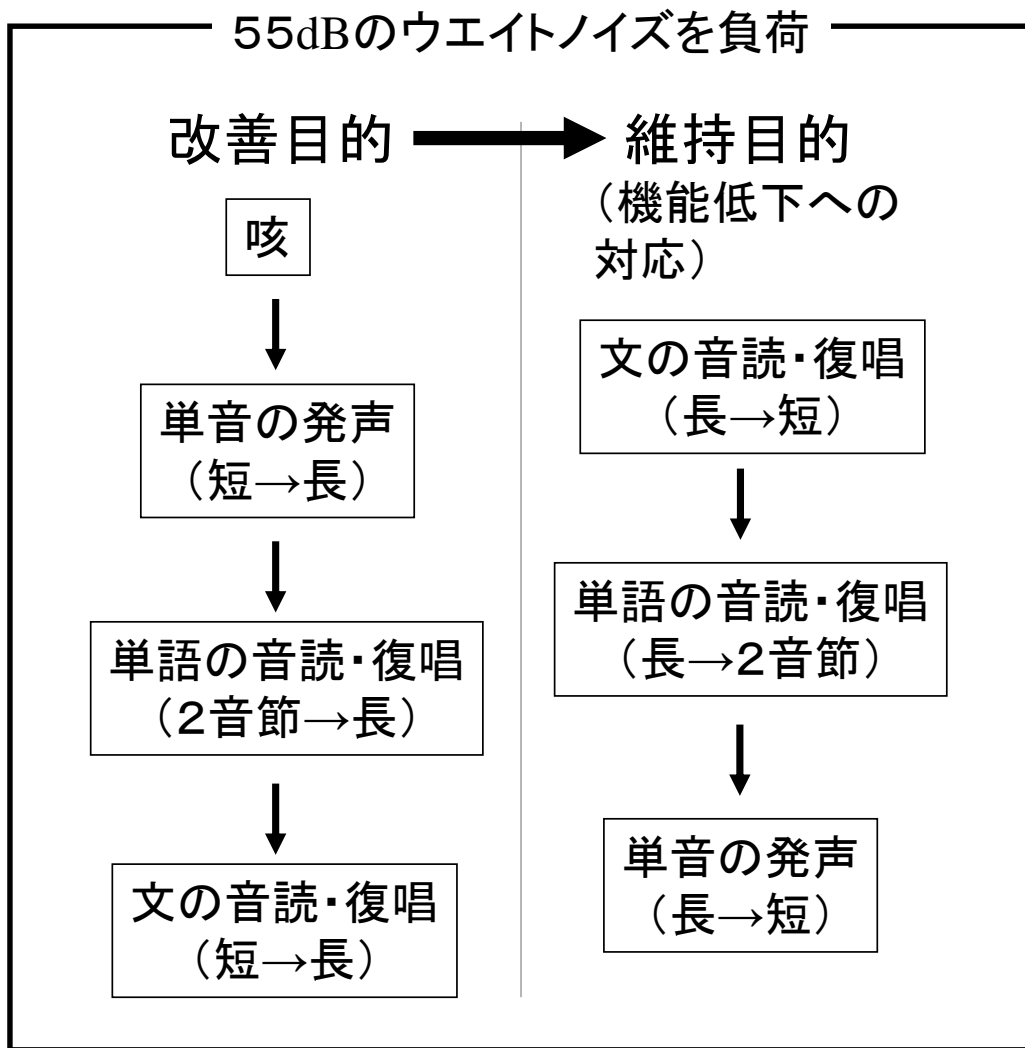 55dBのウエイトノイズを負荷
改善目的
咳
単音の発声
（短→長）
単語の音読・復唱
（2音節→長）
文の音読・復唱
（短→長）
維持目的
（機能低下への
対応）
文の音読・復唱
（長→短）
単語の音読・復唱
（長→2音節）
単音の発声
（長→短）